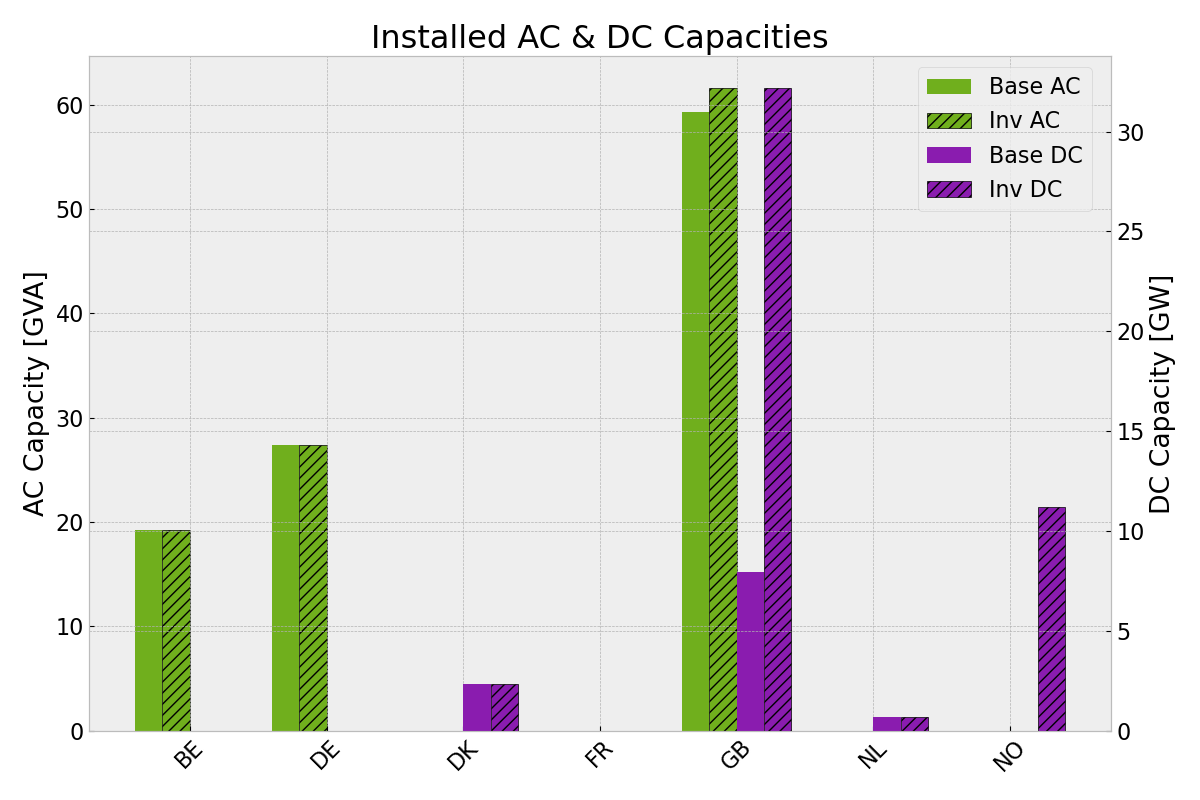 Installed AC & DC Capacities
Base AC
Inv AC
Base DC
Inv DC
AC Capacity [GVA]
60
50
40
30
20
10
0
DC Capacity [GW]
30
25
20
15
10
5
0
BE
DE
DK
FR
GB
NL
NO